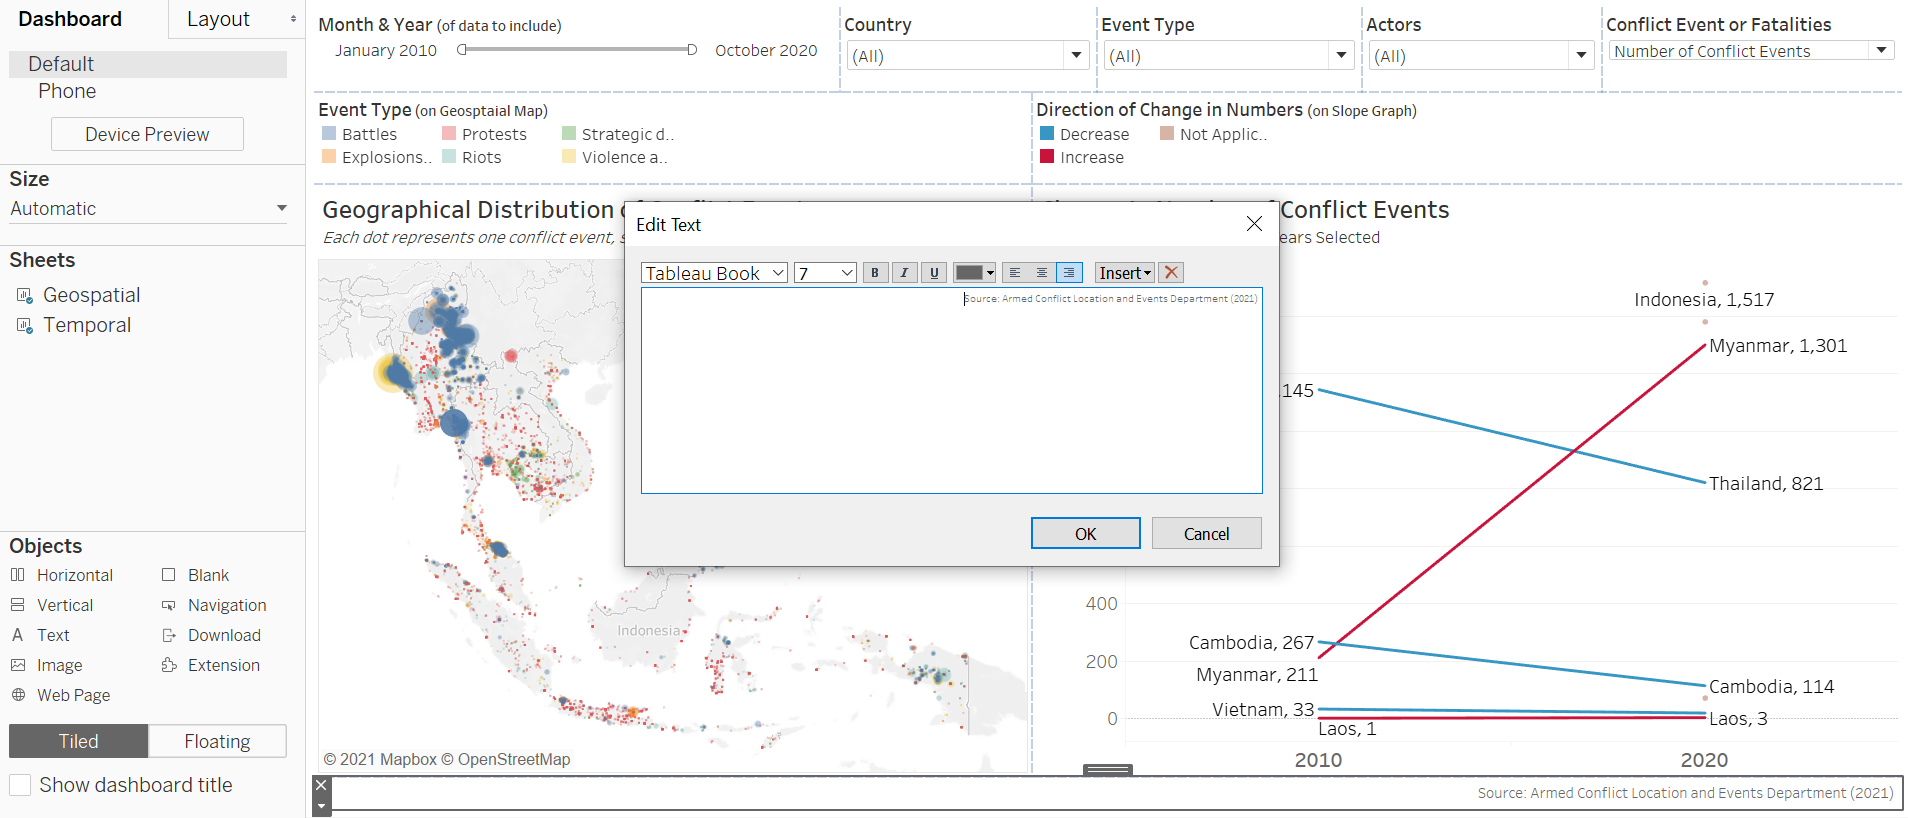 Dashboard
Layout
Default
Phone
Device Preview
Size
Automatic
Sheets
Geospatial
Temporal
Objects
Horizontal
Blank
Vertical
Navigation
Text
Download
Image
Extension
Web Page
Tiled
Floating
Show dashboard title
Month & Year (of data to include)
January 2010
October 2020
Country
(All)
Event Type
(All)
Actors
(All)
Conflict Event or Fatalities
Number of Conflict Events
Event Type (on Geosptaial Map)
Battles
Protests
Strategic d..
Explosions..
Riots
Violence a..
Direction of Change in Numbers (on Slope Graph)
Decrease
Not Applic..
Increase
Geographical Distribution
Each dot represents one conflict event,
Indonesia
© 2021 Mapbox © OpenStreetMap
Edit Text
Tableau Book
7
B
I
U
Insert
Source: Armed Conflict Location and Events Department (2021)
OK
Cancel
Conflict Events
ears Selected
Indonesia, 1,517
Myanmar, 1,301
145
Thailand, 821
400
Cambodia, 267
200
Myanmar, 211
Cambodia, 114
Vietnam, 33
0
Laos, 1
Laos, 3
2010
2020
Source: Armed Conflict Location and Events Department (2021)